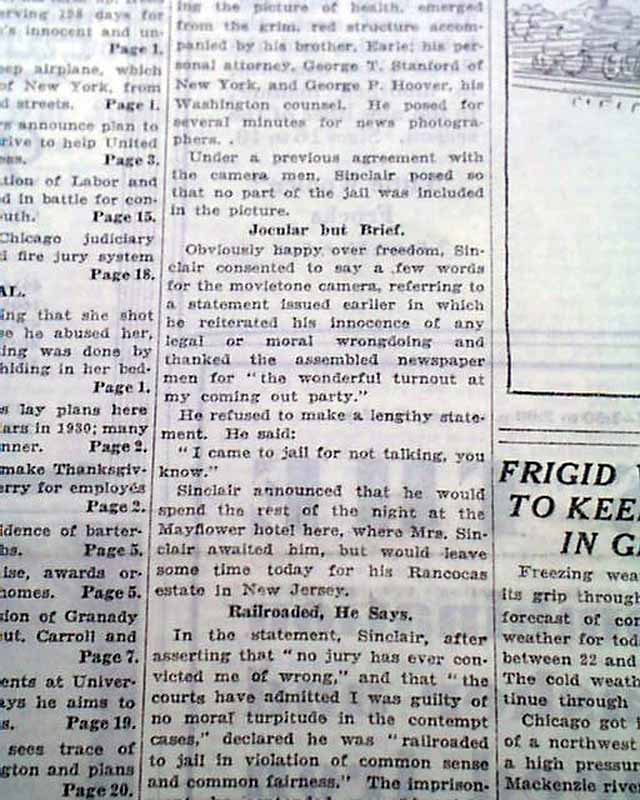 erving 198 days for
's innocent and un-
Page 1.
eep airplane, which
of New York, from
d streets. Page 1.
rs announce plan to
rive to help United
ess. Page 3.
ation of Labor and
d in battle for con-
outh. Page 15.
Chicago judiciary
d fire jury system
Page 18.
AL.
ing that she shot
se he abused her,
ing was done by
hiding in her bed-
Page 1.
s lay plans here
ars in 1930; many
nner. Page 2.
make Thanksgiv-
erry for employés
Page 2.
idence of barter-
bs. Page 5.
ise, awards or-
homes. Page 5.
sion of Granady
out, Carroll and
Page 7.
ents at Univer-
ays he aims to
s. Page 19.
sees trace of
gton and plans
Page 20.
ing the picture of health, emerged
from the grim, red structure accom-
panied by his brother, Earle; his per-
sonal attorney, George T. Stanford of
New York, and George P. Hoover, his
Washington counsel. He posed for
several minutes for news photogra-
phers.
Under a previous agreement with
the camera men, Sinclair posed so
that no part of the jail was included
in the picture.
Jocular but Brief.
Obviously happy over freedom, Sin-
clair consented to say a few words
for the movietone camera, referring to
a statement issued earlier in which
he reiterated his innocence of any
legal or moral wrongdoing and
thanked the assembled newspaper
men for "the wonderful turnout at
my coming out party."
He refused to make a lengthy state-
ment. He said:
"I came to jail for not talking, you
know."
Sinclair announced that he would
spend the rest of the night at the
Mayflower hotel here, where Mrs. Sin-
clair awaited him, but would leave
some time today for his Rancocas
estate in New Jersey.
Railroaded, He Says.
In the statement, Sinclair, after
asserting that "no jury has ever con-
victed me of wrong," and that "the
courts have admitted I was guilty of
no moral turpitude in the contempt
cases," declared he was "railroaded
to jail in violation of common sense
and common fairness." The imprison-
FRIGID
TO KEE
IN G
Freezing wea
its grip through
forecast of con
weather for tod
between 22 and
The cold weath
tinue through
Chicago got i
of a northwest
a high pressur
Mackenzie rive